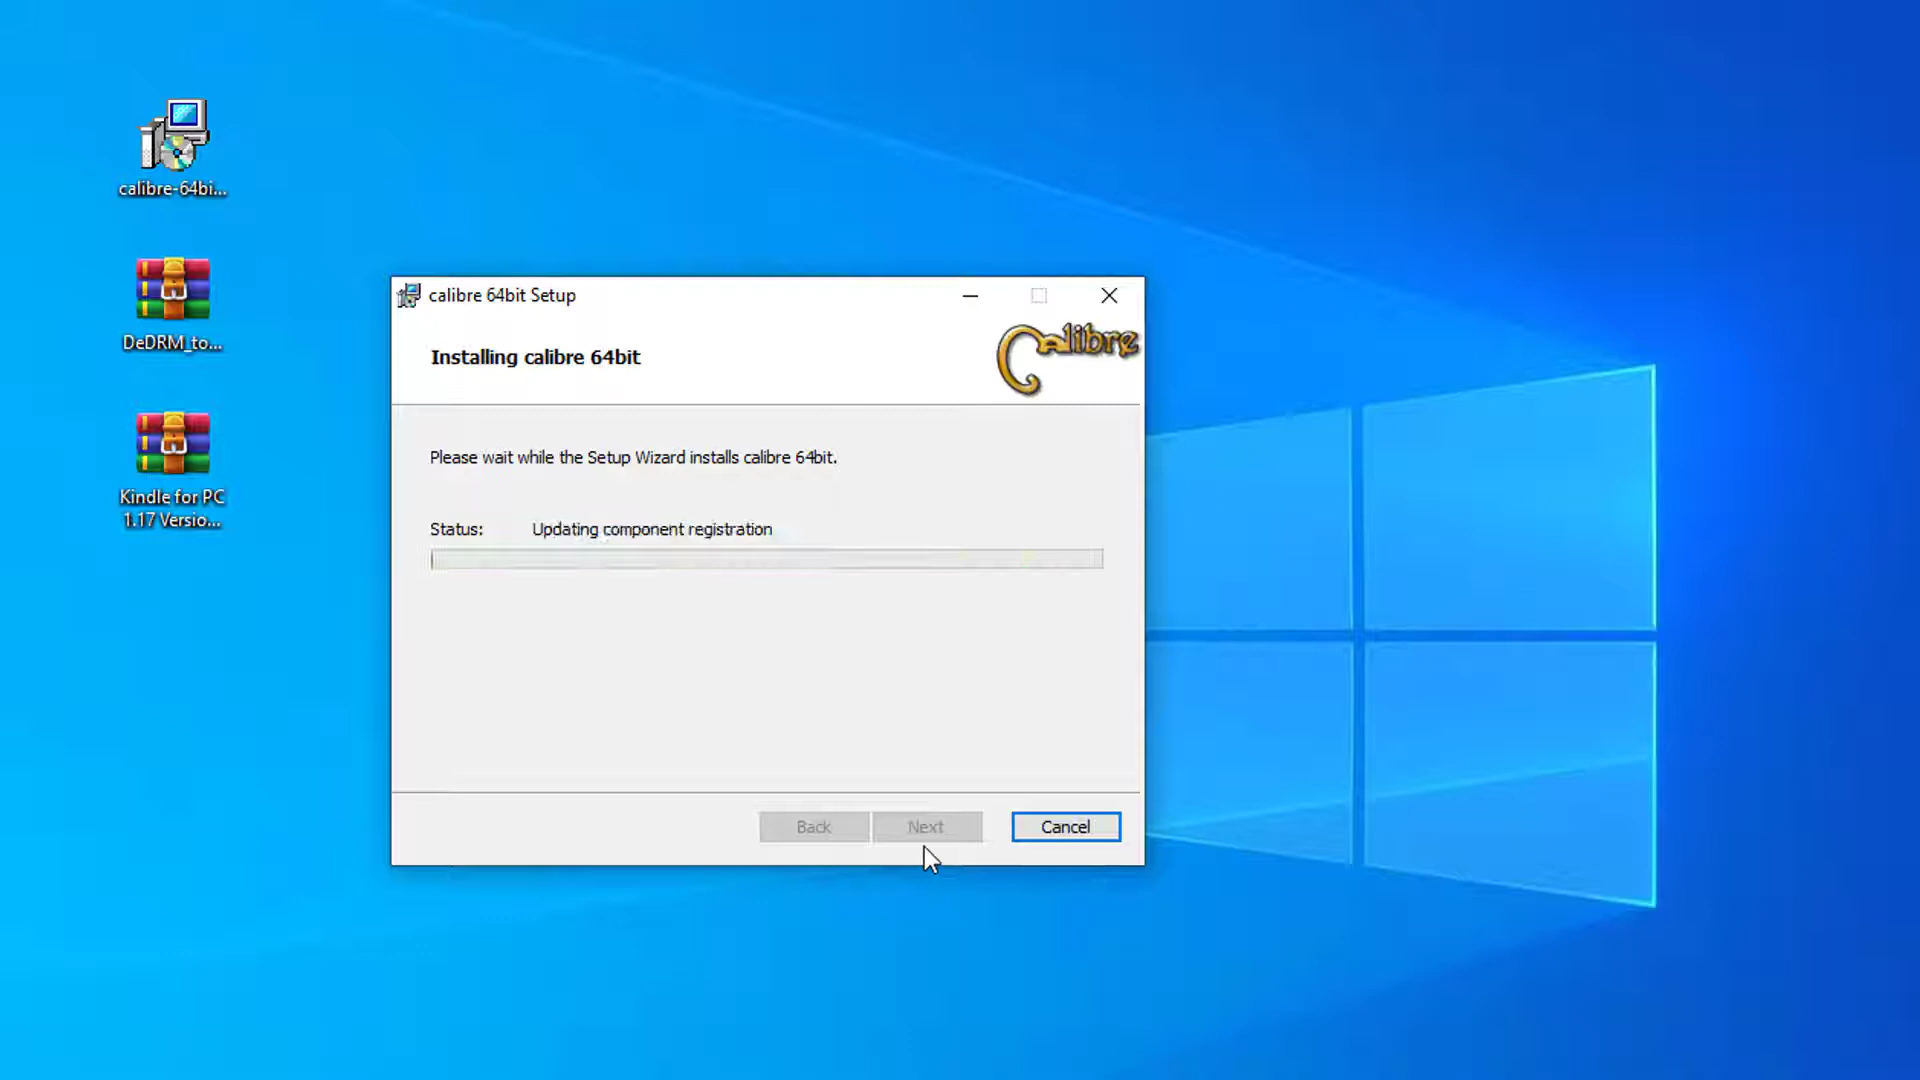 calibre-64bi...
DeDRM_to...
Kindle for PC
1.17 Versio...
calibre 64bit Setup
Installing calibre 64bit
Calibre
Please wait while the Setup Wizard installs calibre 64bit.
Status: Updating component registration
Back Next Cancel